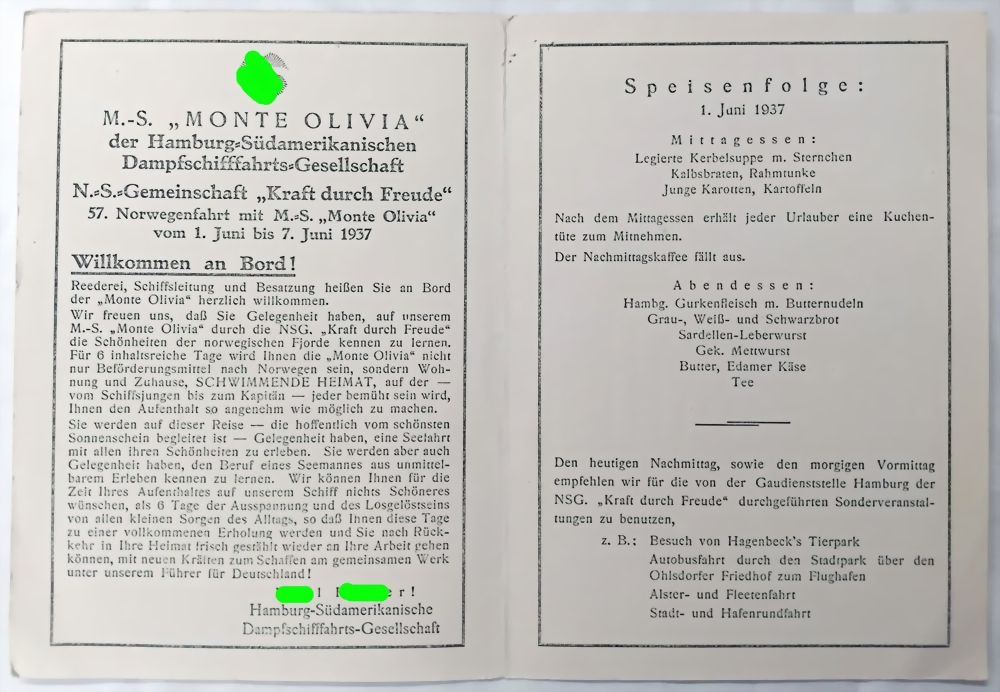 M.-S. „MONTE OLIVIA“
der Hamburg-Südamerikanischen
Dampfschifffahrts-Gesellschaft
N.-S.-Gemeinschaft „Kraft durch Freude“
57. Norwegenfahrt mit M.-S. „Monte Olivia“
vom 1. Juni bis 7. Juni 1937
Willkommen an Bord!
Reederei, Schiffsleitung und Besatzung heißen Sie an Bord
der „Monte Olivia“ herzlich willkommen.
Wir freuen uns, daß Sie Gelegenheit haben, auf unserem
M.-S. „Monte Olivia“ durch die NSG. „Kraft durch Freude“
die Schönheiten der norwegischen Fjorde kennen zu lernen.
Für 6 inhaltsreiche Tage wird Ihnen die „Monte Olivia“ nicht
nur Beförderungsmittel nach Norwegen sein, sondern Woh-
nung und Zuhause, SCHWIMMENDE HEIMAT, auf der —
vom Schiffsjungen bis zum Kapitän — jeder bemüht sein wird,
Ihnen den Aufenthalt so angenehm wie möglich zu machen.
Sie werden auf dieser Reise — die hoffentlich vom schönsten
Sonnenschein begleitet ist — Gelegenheit haben, eine Seefahrt
mit allen ihren Schönheiten zu erleben. Sie werden aber auch
Gelegenheit haben, den Beruf eines Seemannes aus unmittel-
barem Erleben kennen zu lernen. Wir können Ihnen für die
Zeit Ihres Aufenthaltes auf unserem Schiff nichts Schöneres
wünschen, als 6 Tage der Ausspannung und des Losgelöstseins
von allen kleinen Sorgen des Alltags, so daß Ihnen diese Tage
zu einer vollkommenen Erholung werden und Sie nach Rück-
kehr in Ihre Heimat frisch gestählt wieder an Ihre Arbeit gehen
können, mit neuen Kräften zum Schaffen am gemeinsamen Werk
unter unserem Führer für Deutschland!
Hamburg-Südamerikanische
Dampfschifffahrts-Gesellschaft
Speisenfolge:
1. Juni 1937
Mittagessen:
Legierte Kerbelsuppe m. Sternchen
Kalbsbraten, Rahmtunke
Junge Karotten, Kartoffeln
Nach dem Mittagessen erhält jeder Urlauber eine Kuchen-
tüte zum Mitnehmen.
Der Nachmittagskaffee fällt aus.
Abendessen:
Hambg. Gurkenfleisch m. Butternudeln
Grau-, Weiß- und Schwarzbrot
Sardellen-Leberwurst
Gek. Mettwurst
Butter, Edamer Käse
Tee
Den heutigen Nachmittag, sowie den morgigen Vormittag
empfehlen wir für die von der Gaudienststelle Hamburg der
NSG. „Kraft durch Freude“ durchgeführten Sonderveranstal-
tungen zu benutzen,
z. B.: Besuch von Hagenbeck's Tierpark
Autobusfahrt durch den Stadtpark über den
Ohlsdorfer Friedhof zum Flughafen
Alster- und Fleetenfahrt
Stadt- und Hafenrundfahrt